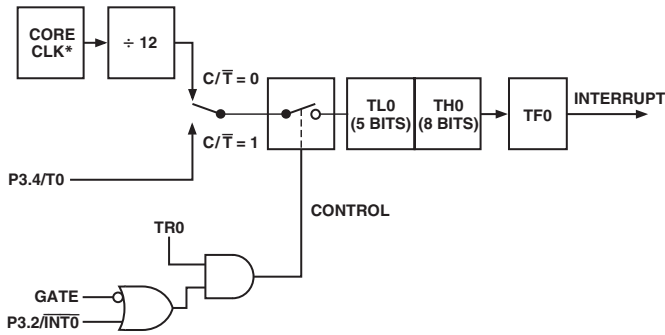 CORE
CLK*
÷ 12
C/T̅ = 0
C/T̅ = 1
P3.4/T0
TL0
(5 BITS)
TH0
(8 BITS)
TF0
INTERRUPT
CONTROL
TR0
GATE
P3.2/I̅N̅T̅0̅